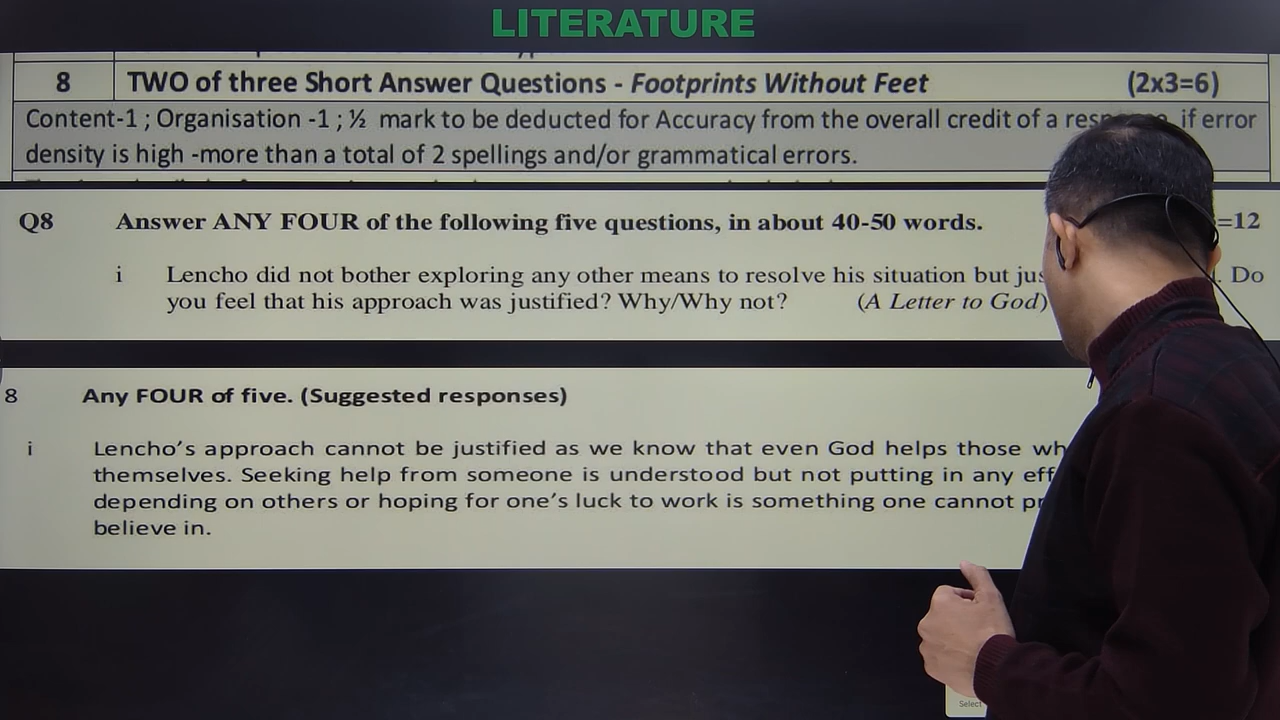 LITERATURE
8 TWO of three Short Answer Questions - Footprints Without Feet (2x3=6)
Content-1 ; Organisation -1 ; ½ mark to be deducted for Accuracy from the overall credit of a if error
density is high -more than a total of 2 spellings and/or grammatical errors.
Q8 Answer ANY FOUR of the following five questions, in about 40-50 words. =12
i Lencho did not bother exploring any other means to resolve his situation but . Do
you feel that his approach was justified? Why/Why not? (A Letter to God)
8 Any FOUR of five. (Suggested responses)
i Lencho's approach cannot be justified as we know that even God helps those
themselves. Seeking help from someone is understood but not putting in any
depending on others or hoping for one's luck to work is something one cannot
believe in.
Select